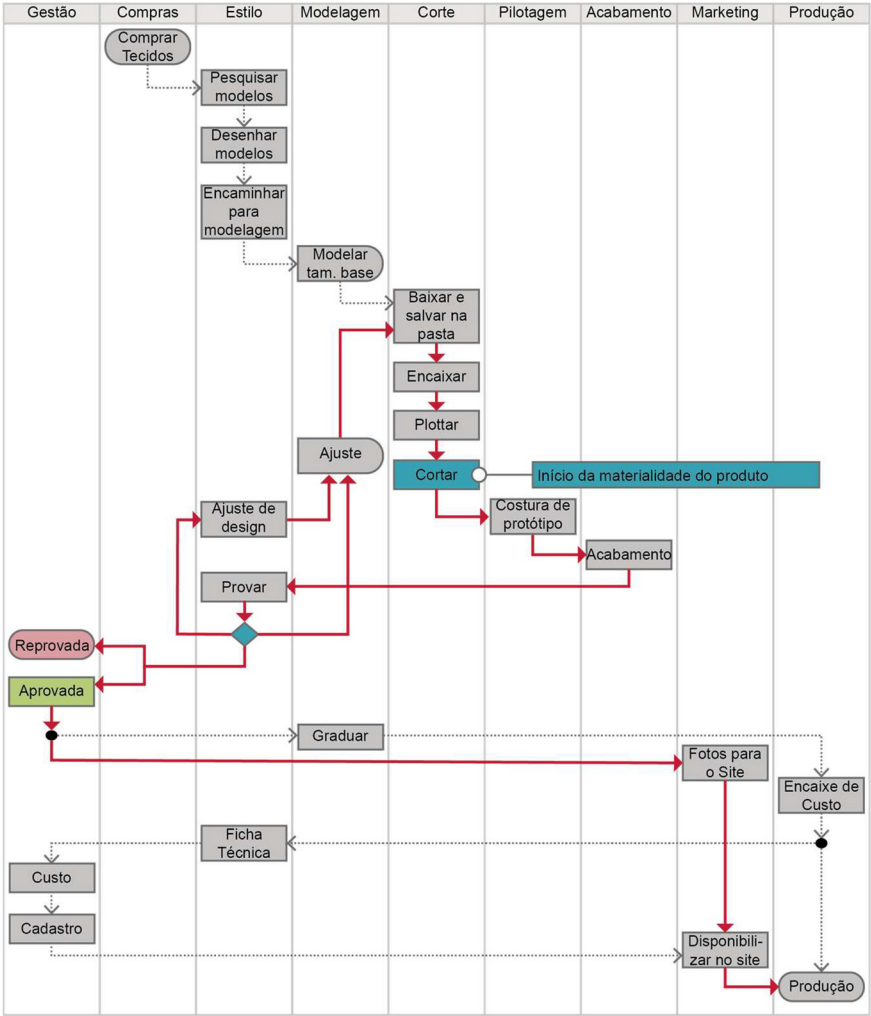 Gestão Compras Estilo Modelagem Corte Pilotagem Acabamento Marketing Produção
Comprar
Tecidos
Pesquisar
modelos
Desenhar
modelos
Encaminhar
para
modelagem
Modelar
tam. base
Baixar e
salvar na
pasta
Encaixar
Plottar
Ajuste
Cortar
Início da materialidade do produto
Ajuste de
design
Costura de
protótipo
Acabamento
Provar
Reprovada
Aprovada
Graduar
Fotos para
o Site
Encaixe de
Custo
Ficha
Técnica
Custo
Cadastro
Disponibili-
zar no site
Produção